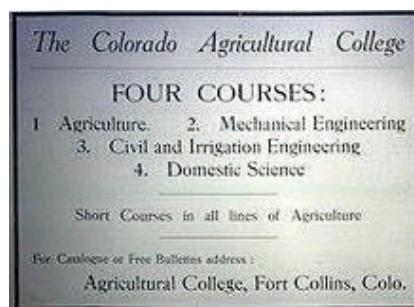 The Colorado Agricultural College
FOUR COURSES:
1 Agriculture. 2. Mechanical Engineering
3. Civil and Irrigation Engineering
4. Domestic Science
Short Courses in all lines of Agriculture
For Catalogue or Free Bulletins address:
Agricultural College, Fort Collins, Colo.